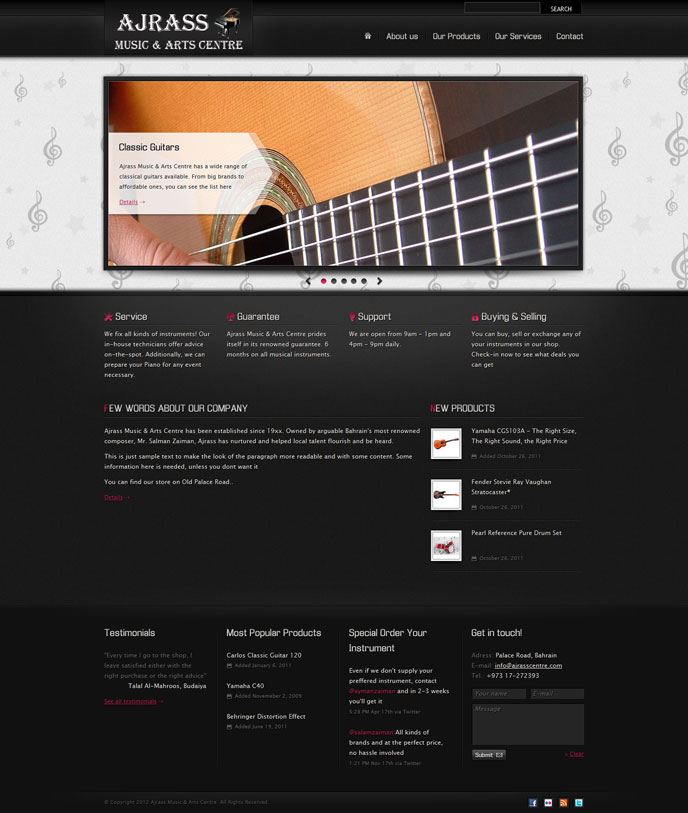 AJRASS
MUSIC & ARTS CENTRE
SEARCH
About us
Our Products
Our Services
Contact
Classic Guitars
Ajrass Music & Arts Centre has a wide range of
classical guitars available. From big brands to
affordable ones, you can see the list here
Details →
Service
We fix all kinds of instruments! Our
in-house technicians offer advice
on-the-spot. Additionally, we can
prepare your Piano for any event
necessary.
Guarantee
Ajrass Music & Arts Centre prides
itself in its renowned guarantee. 6
months on all musical instruments.
Support
We are open from 9am - 1pm and
4pm - 9pm daily.
Buying & Selling
You can buy, sell or exchange any of
your instruments in our shop.
Check-in now to see what deals you
can get
FEW WORDS ABOUT OUR COMPANY
Ajrass Music & Arts Centre has been established since 19xx. Owned by arguable Bahrain's most renowned
composer, Mr. Salman Zaiman, Ajrass has nurtured and helped local talent flourish and be heard.
This is just sample text to make the look of the paragraph more readable and with some content. Some
information here is needed, unless you dont want it
You can find our store on Old Palace Road..
Details →
NEW PRODUCTS
Yamaha CGS103A - The Right Size,
The Right Sound, the Right Price
Added October 26, 2011
Fender Stevie Ray Vaughan
Stratocaster®
October 26, 2011
Pearl Reference Pure Drum Set
October 26, 2011
Testimonials
"Every time I go to the shop, I
leave satisfied either with the
right purchase or the right advice"
Talal Al-Mahroos, Budaiya
See all testimonials →
Most Popular Products
Carlos Classic Guitar 120
Added January 6, 2011
Yamaha C40
Added Novemeber 2, 2009
Behringer Distortion Effect
Added June 19, 2011
Special Order Your
Instrument
Even if we don't supply your
preffered instrument, contact
@aymanzaiman and in 2-3 weeks
you'll get it
5:28 PM Apr 17th via Twitter
@salamzaiman All kinds of
brands and at the perfect price,
no hassle involved
1:21 PM Nov 17th via Twitter
Get in touch!
Adress: Palace Road, Bahrain
E-mail: info@ajrasscentre.com
Tel.: +973 17-272393
Your name
E-mail
Message
Submit
Clear
© Copyright 2012 Ajrass Music & Arts Centre. All Rights Reserved.